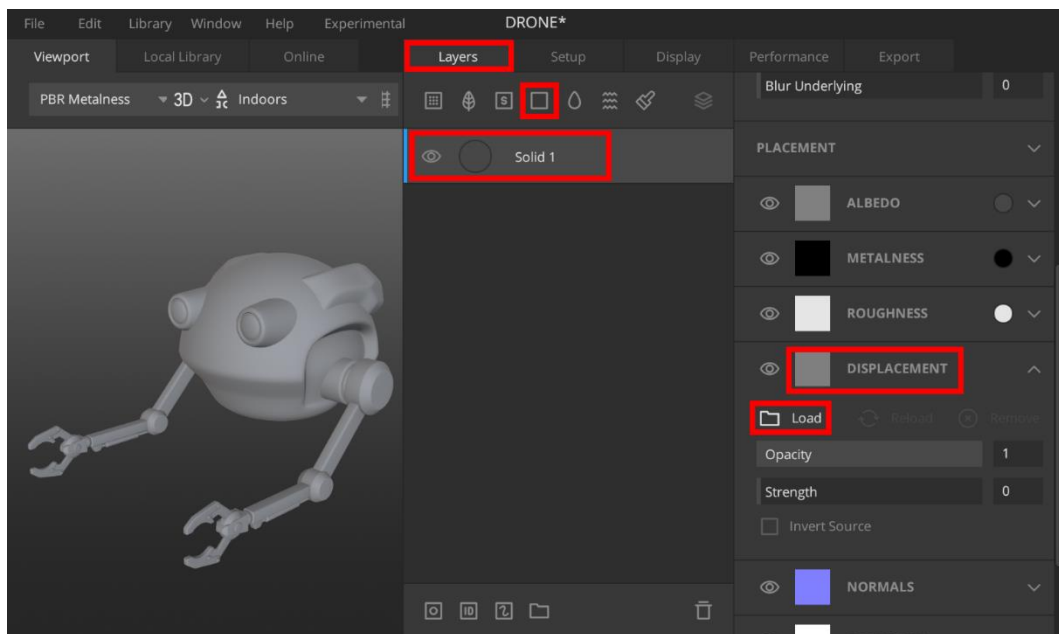 File Edit Library Window Help Experimental DRONE*
Viewport Local Library Online Layers Setup Display Performance Export
PBR Metalness 3D Indoors
S
Blur Underlying 0
Solid 1
PLACEMENT
ALBEDO
METALNESS
ROUGHNESS
DISPLACEMENT
Load Reload Remove
Opacity 1
Strength 0
Invert Source
NORMALS
ID